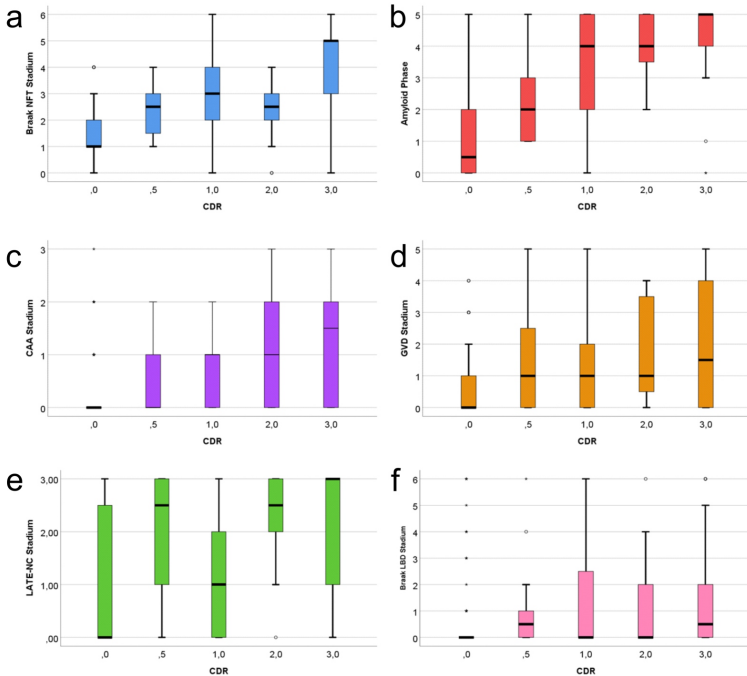 a
6
5
4
3
2
1
0
Braak NFT Stadium
,0 ,5 1,0 2,0 3,0
CDR
b
5
4
3
2
1
0
Amyloid Phase
,0 ,5 1,0 2,0 3,0
CDR
c
3
2
1
0
CAA Stadium
,0 ,5 1,0 2,0 3,0
CDR
d
5
4
3
2
1
0
GVD Stadium
,0 ,5 1,0 2,0 3,0
CDR
e
3,00
2,00
1,00
,00
LATE-NC Stadium
,0 ,5 1,0 2,0 3,0
CDR
f
6
5
4
3
2
1
0
Braak LBD Stadium
,0 ,5 1,0 2,0 3,0
CDR